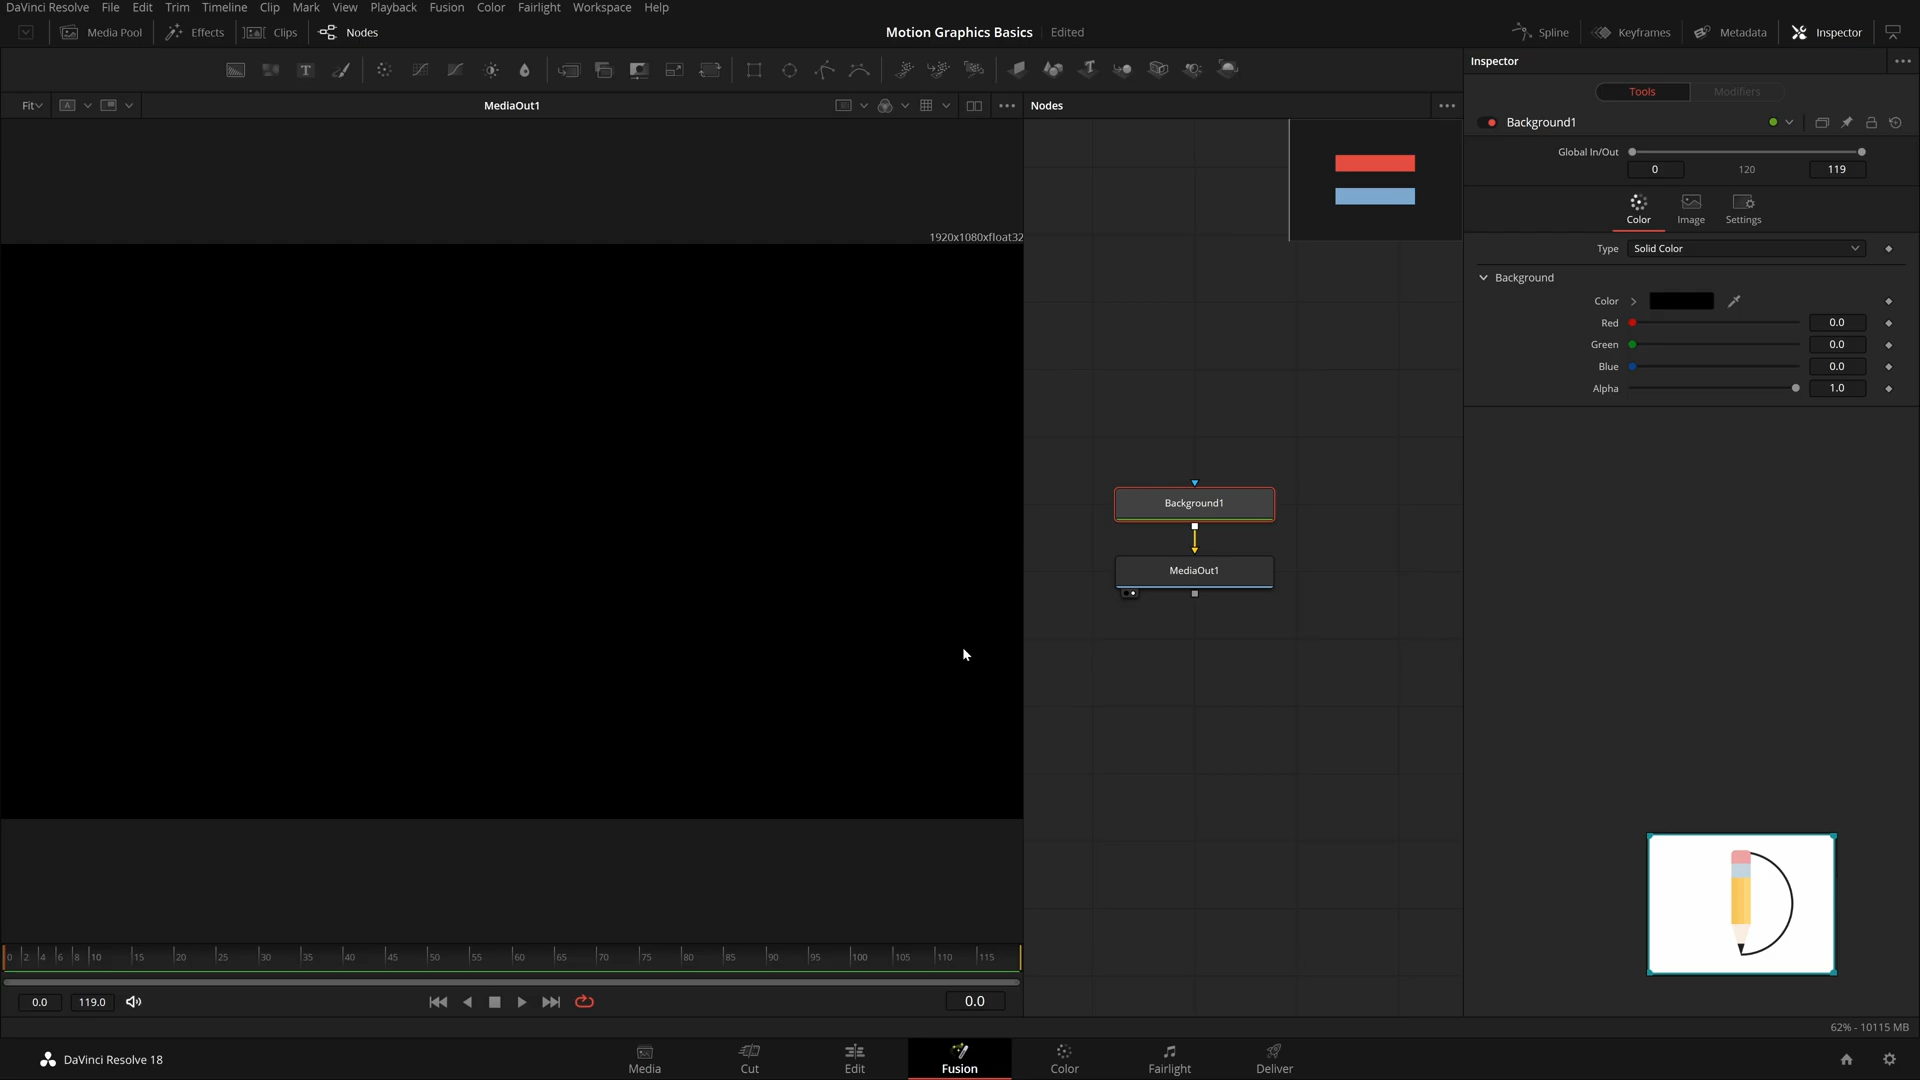 DaVinci Resolve File Edit Trim Timeline Clip Mark View Playback Fusion Color Fairlight Workspace Help
Media Pool Effects Clips Nodes Motion Graphics Basics Edited Spline Keyframes Metadata Inspector
Inspector
Fit A MediaOut1 Nodes
Tools Modifiers
Background1
Global In/Out
0 120 119
Color Image Settings
1920x1080xfloat32
Type Solid Color
Background
Color
Red 0.0
Green 0.0
Blue 0.0
Alpha 1.0
Background1
MediaOut1
0 2 4 6 8 10 15 20 25 30 35 40 45 50 55 60 65 70 75 80 85 90 95 100 105 110 115
0.0 119.0 0.0
62% - 10115 MB
DaVinci Resolve 18
Media Cut Edit Fusion Color Fairlight Deliver